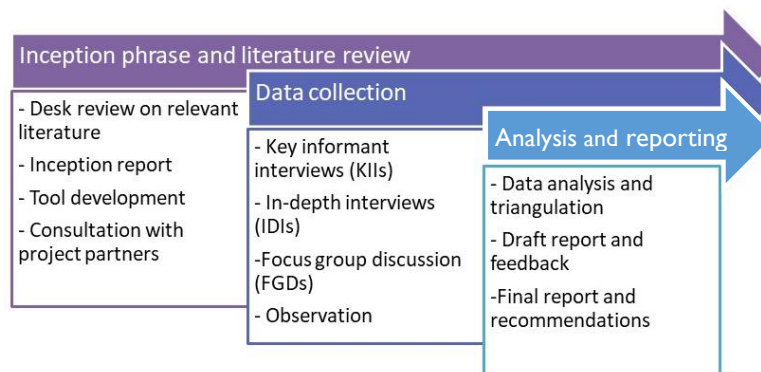 Inception phrase and literature review
- Desk review on relevant
literature
- Inception report
- Tool development
- Consultation with
project partners
Data collection
- Key informant
interviews (KIIs)
- In-depth interviews
(IDIs)
-Focus group discussion
(FGDs)
- Observation
Analysis and reporting
- Data analysis and
triangulation
- Draft report and
feedback
-Final report and
recommendations